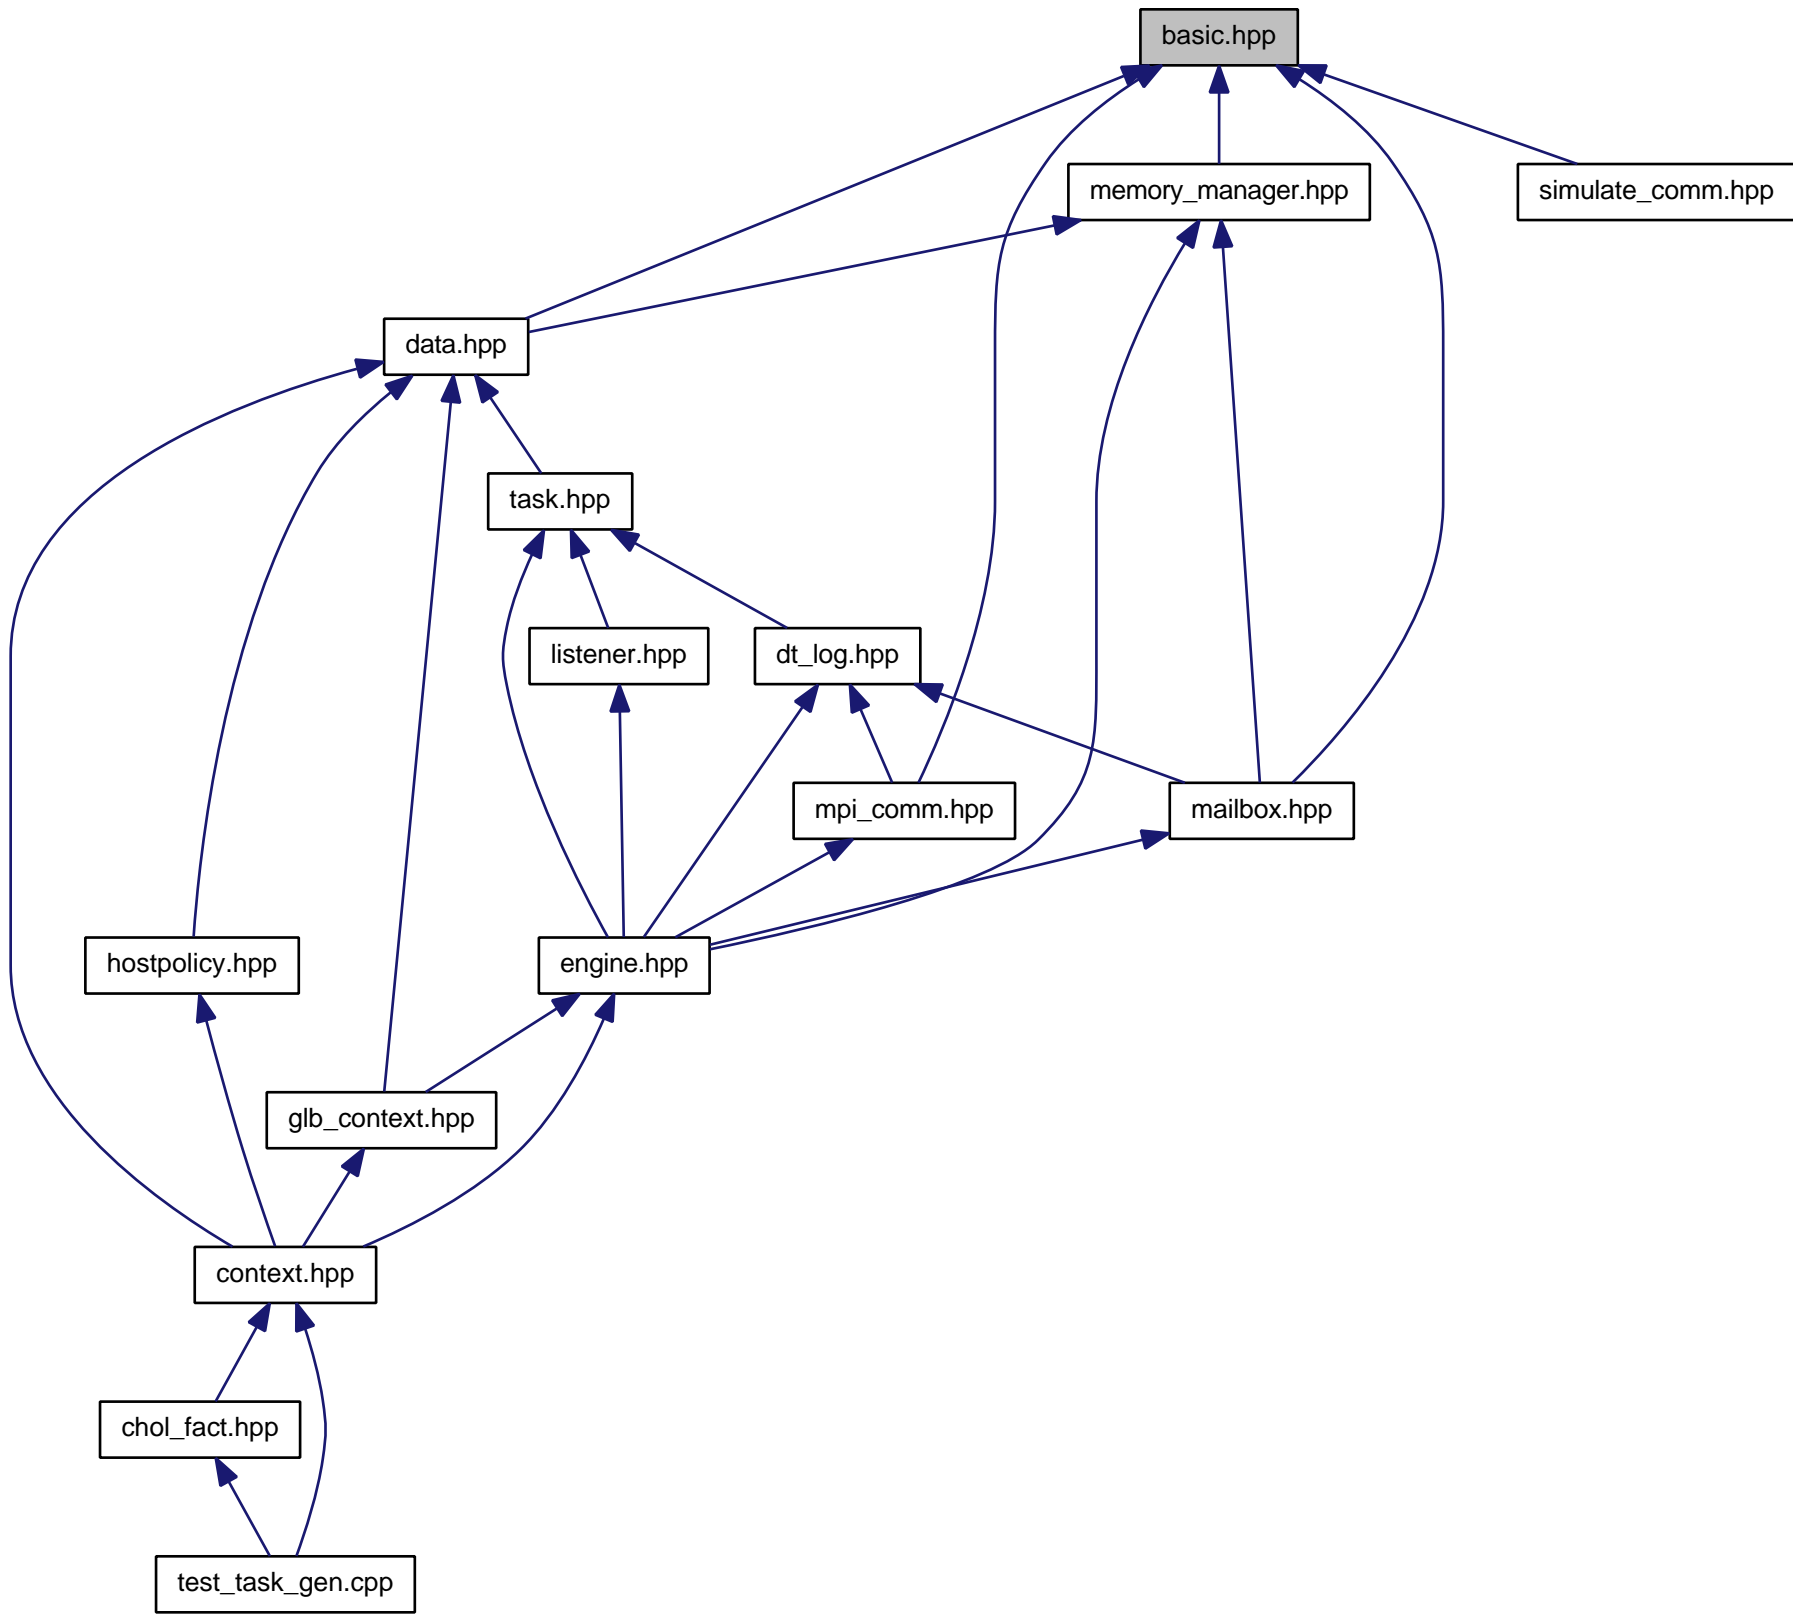 basic.hpp
memory_manager.hpp
simulate_comm.hpp
data.hpp
task.hpp
listener.hpp
dt_log.hpp
mpi_comm.hpp
mailbox.hpp
hostpolicy.hpp
engine.hpp
glb_context.hpp
context.hpp
chol_fact.hpp
test_task_gen.cpp